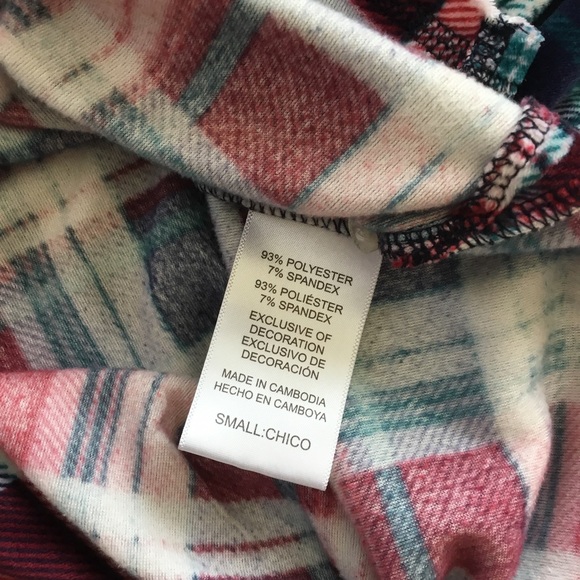 93% POLYESTER
7% SPANDEX
93% POLIÉSTER
7% SPANDEX
EXCLUSIVE OF
DECORATION
EXCLUSIVO DE
DECORACIÓN
MADE IN CAMBODIA
HECHO EN CAMBOYA
SMALL:CHICO